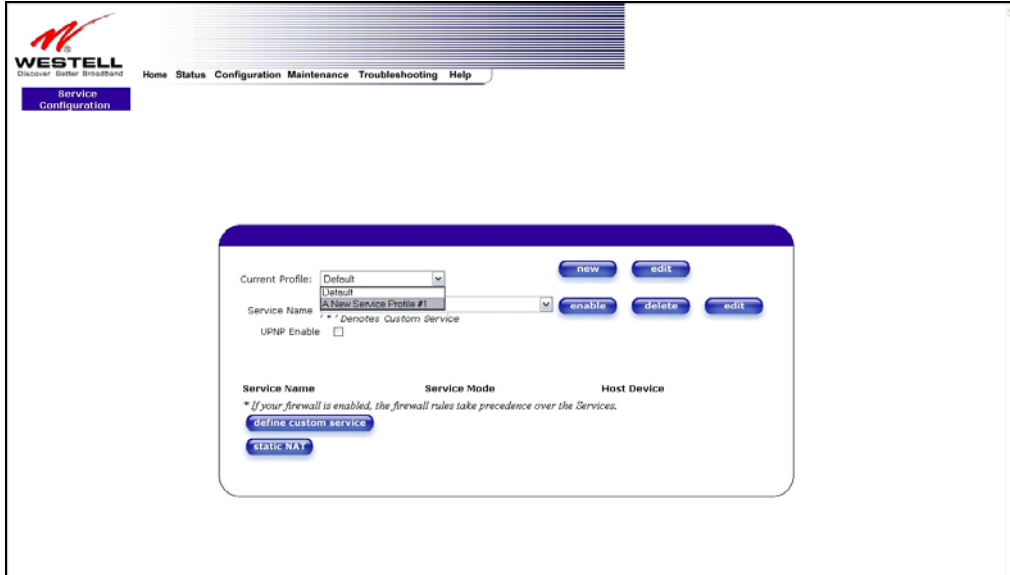 ®
WESTELL
Discover Better Broadband
Home Status Configuration Maintenance Troubleshooting Help
Service
Configuration
new edit
Current Profile: Default
Default
A New Service Profile #1
Service Name enable delete edit
' * ' Denotes Custom Service
UPNP Enable
Service Name Service Mode Host Device
* If your firewall is enabled, the firewall rules take precedence over the Services.
define custom service
static NAT